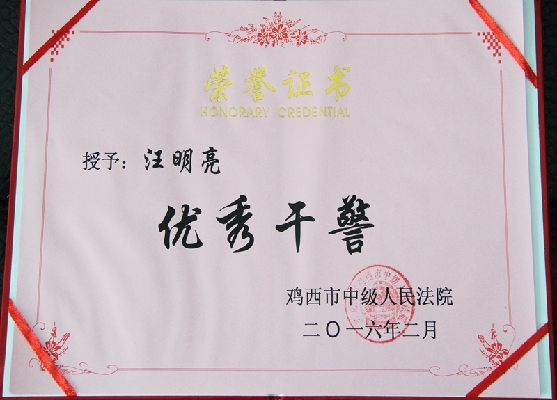 荣誉证书
HONORARY CREDENTIAL
授予：汪明亮
优秀干警
鸡西市中级人民法院
二〇一六年二月